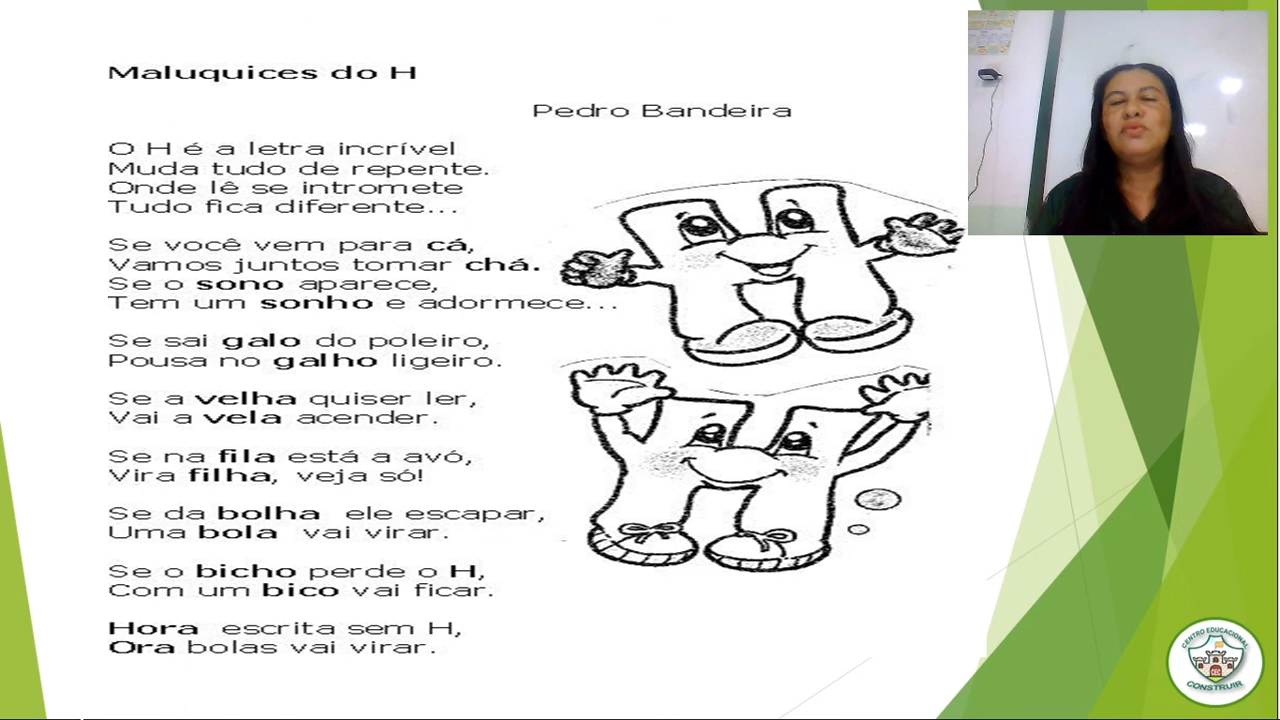 Maluquices do H
Pedro Bandeira
O H é a letra incrível
Muda tudo de repente.
Onde lê se intromete
Tudo fica diferente...
Se você vem para cá,
Vamos juntos tomar chá.
Se o sono aparece,
Tem um sonho e adormece...
Se sai galo do poleiro,
Pousa no galho ligeiro.
Se a velha quiser ler,
Vai a vela acender.
Se na fila está a avó,
Vira filha, veja só!
Se da bolha ele escapar,
Uma bola vai virar.
Se o bicho perde o H,
Com um bico vai ficar.
Hora escrita sem H,
Ora bolas vai virar.
CENTRO EDUCACIONAL
CONSTRUIR